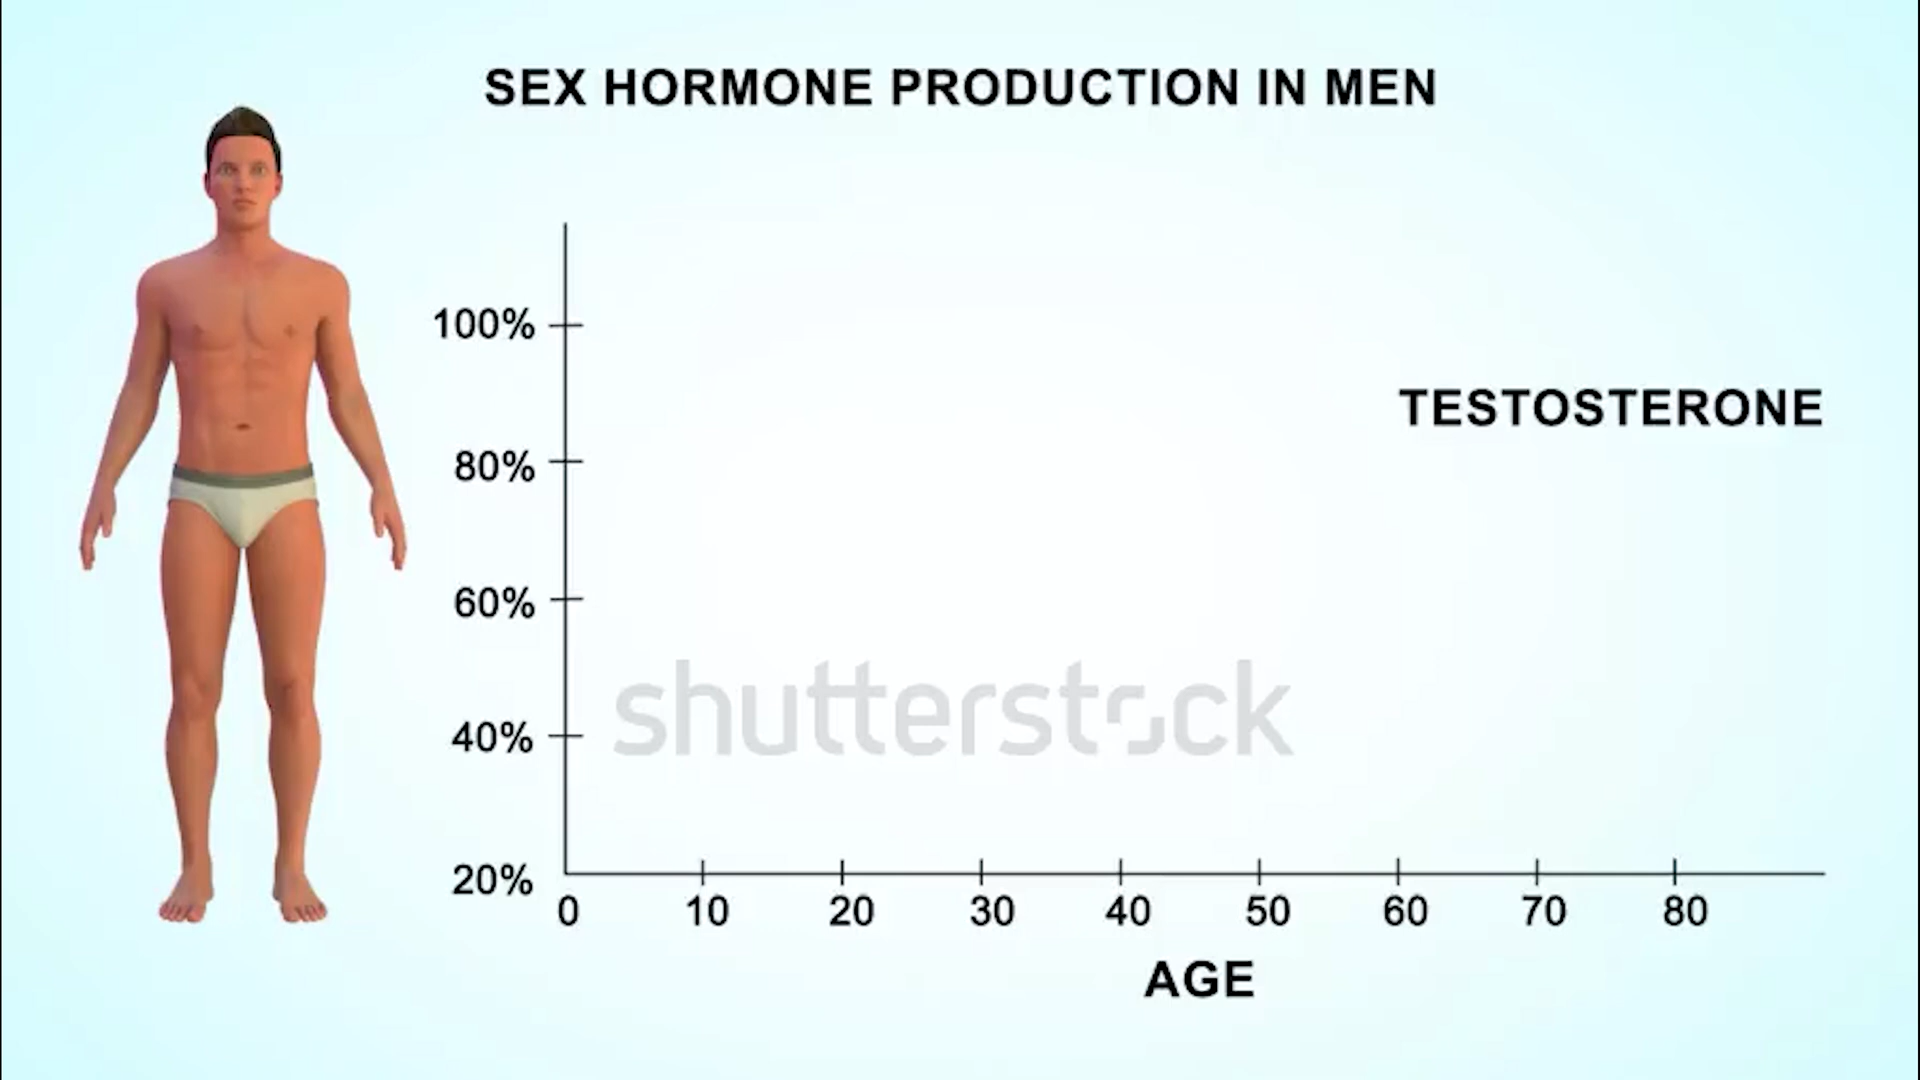 SEX HORMONE PRODUCTION IN MEN
100%
TESTOSTERONE
80%
60%
shutterstock
40%
20%
0 10 20 30 40 50 60 70 80
AGE